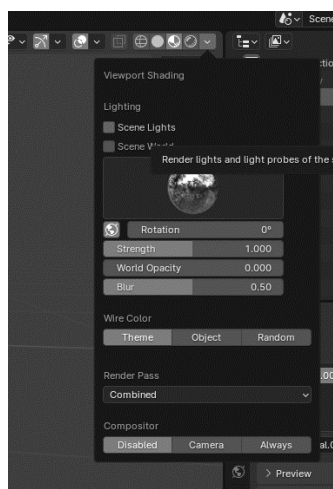 Scene
Viewport Shading
Lighting
Scene Lights
Scene World
Render lights and light probes of the s
Rotation 0°
Strength 1.000
World Opacity 0.000
Blur 0.50
Wire Color
Theme Object Random
Render Pass
Combined
Compositor
Disabled Camera Always
Preview